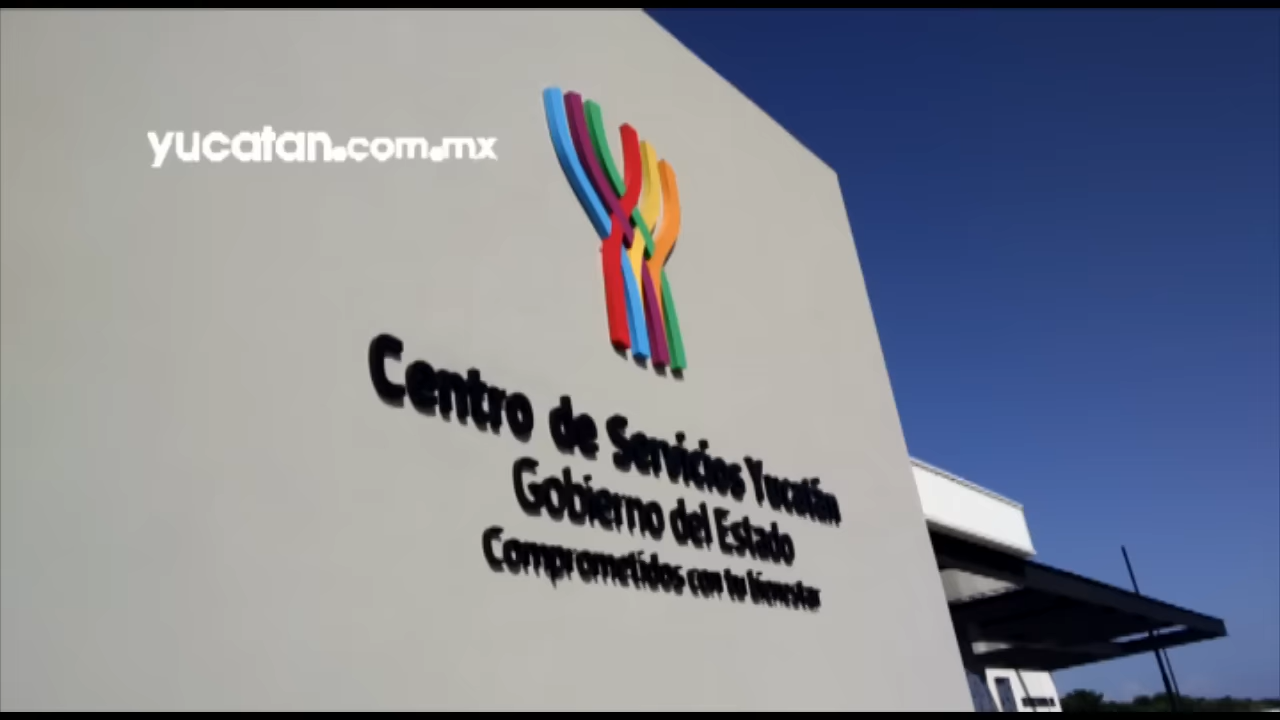 yucatan.com.mx
Centro de Servicios Yucatán
Gobierno del Estado
Comprometidos con tu bienestar